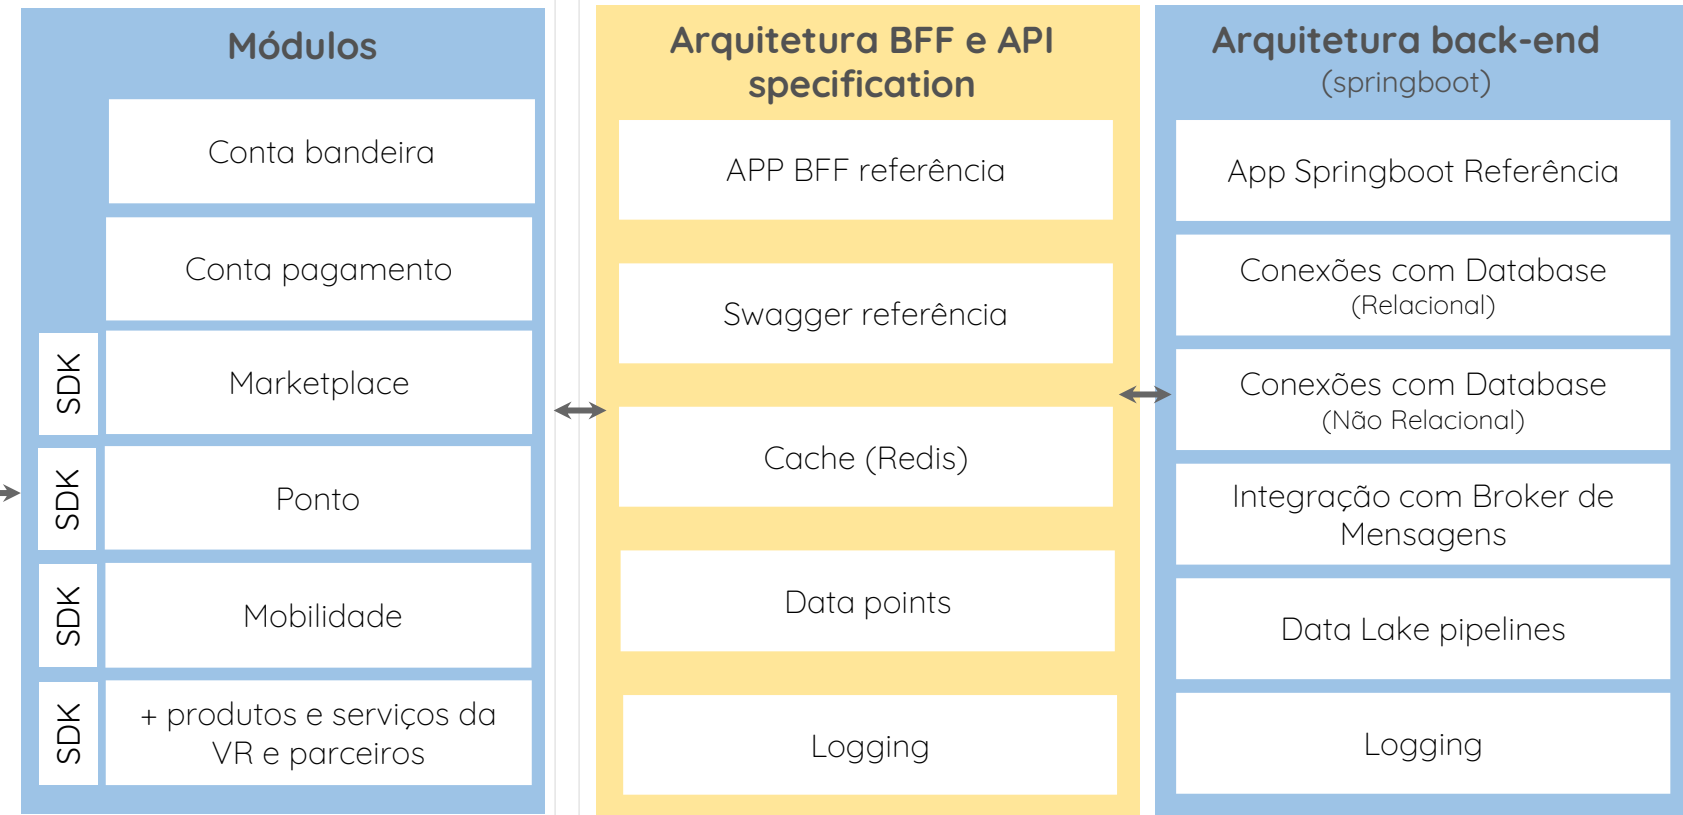 Módulos
Conta bandeira
Conta pagamento
SDK
Marketplace
SDK
Ponto
SDK
Mobilidade
SDK
+ produtos e serviços da
VR e parceiros
Arquitetura BFF e API
specification
APP BFF referência
Swagger referência
Cache (Redis)
Data points
Logging
Arquitetura back-end
(springboot)
App Springboot Referência
Conexões com Database
(Relacional)
Conexões com Database
(Não Relacional)
Integração com Broker de
Mensagens
Data Lake pipelines
Logging